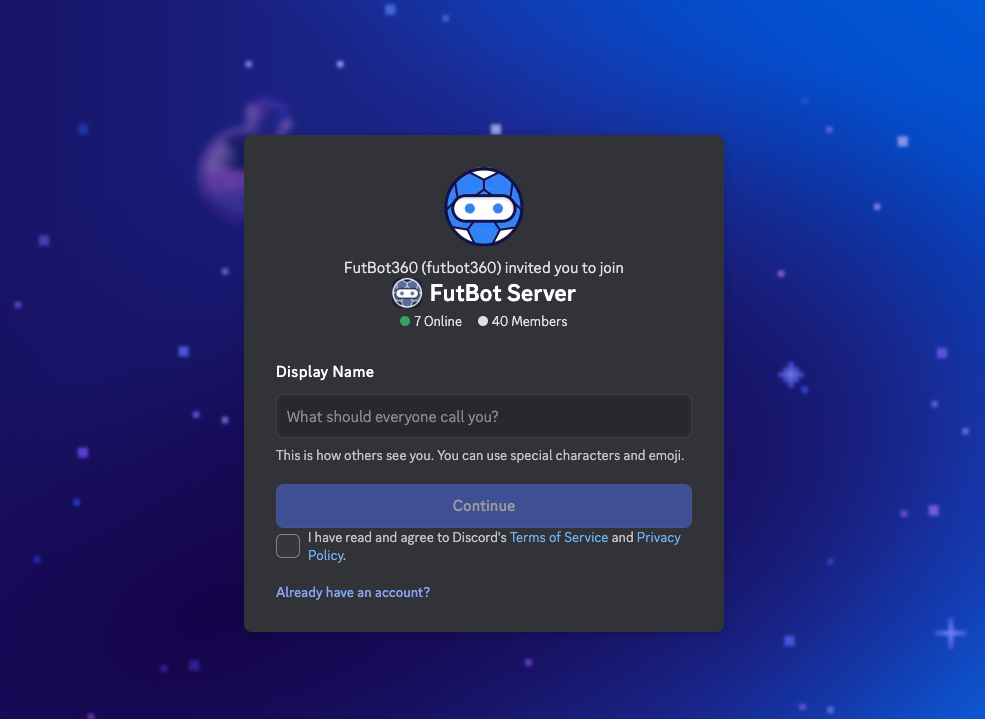 FutBot360 (futbot360) invited you to join
FutBot Server
7 Online 40 Members
Display Name
What should everyone call you?
This is how others see you. You can use special characters and emoji.
Continue
I have read and agree to Discord's Terms of Service and Privacy
Policy.
Already have an account?